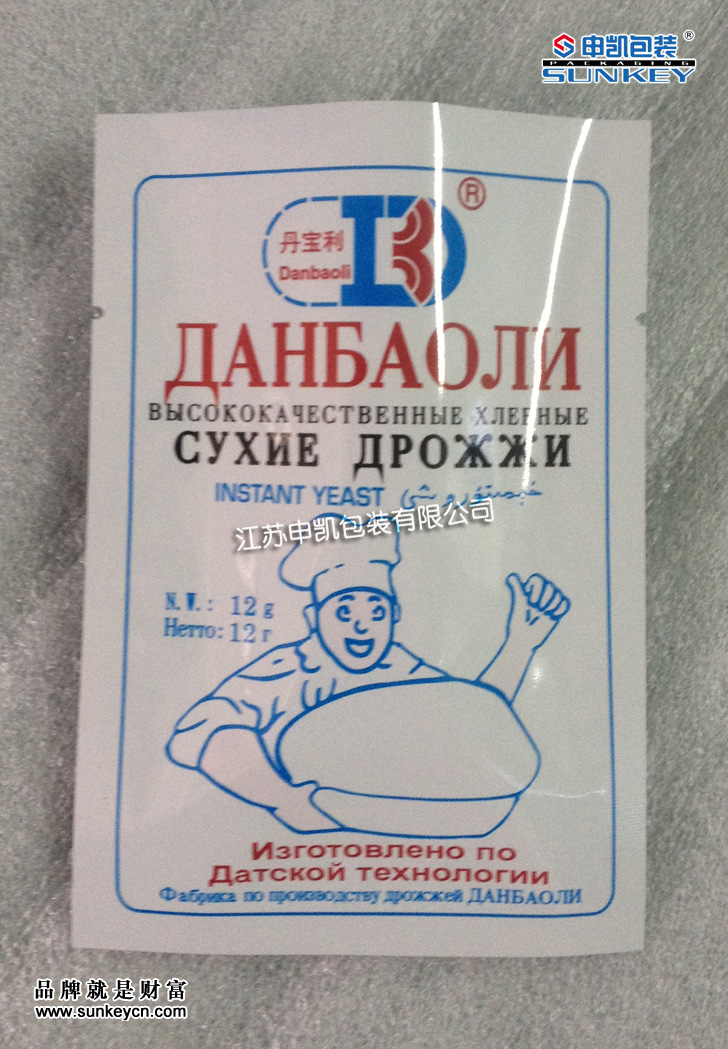 申凯包装®
PACKAGING
SUNKEY
®
丹宝利
Danbaoli
ДАНБАОЛИ
ВЫСОКОКАЧЕСТВЕННЫЕ ХЛЕБНЫЕ
СУХИЕ ДРОЖЖИ
INSTANT YEAST
江苏申凯包装有限公司
N.W.: 12g
Нетто: 12г
Изготовлено по
Датской технологии
Фабрика по производству дрожжей ДАНБАОЛИ
品牌就是财富
www.sunkeycn.com